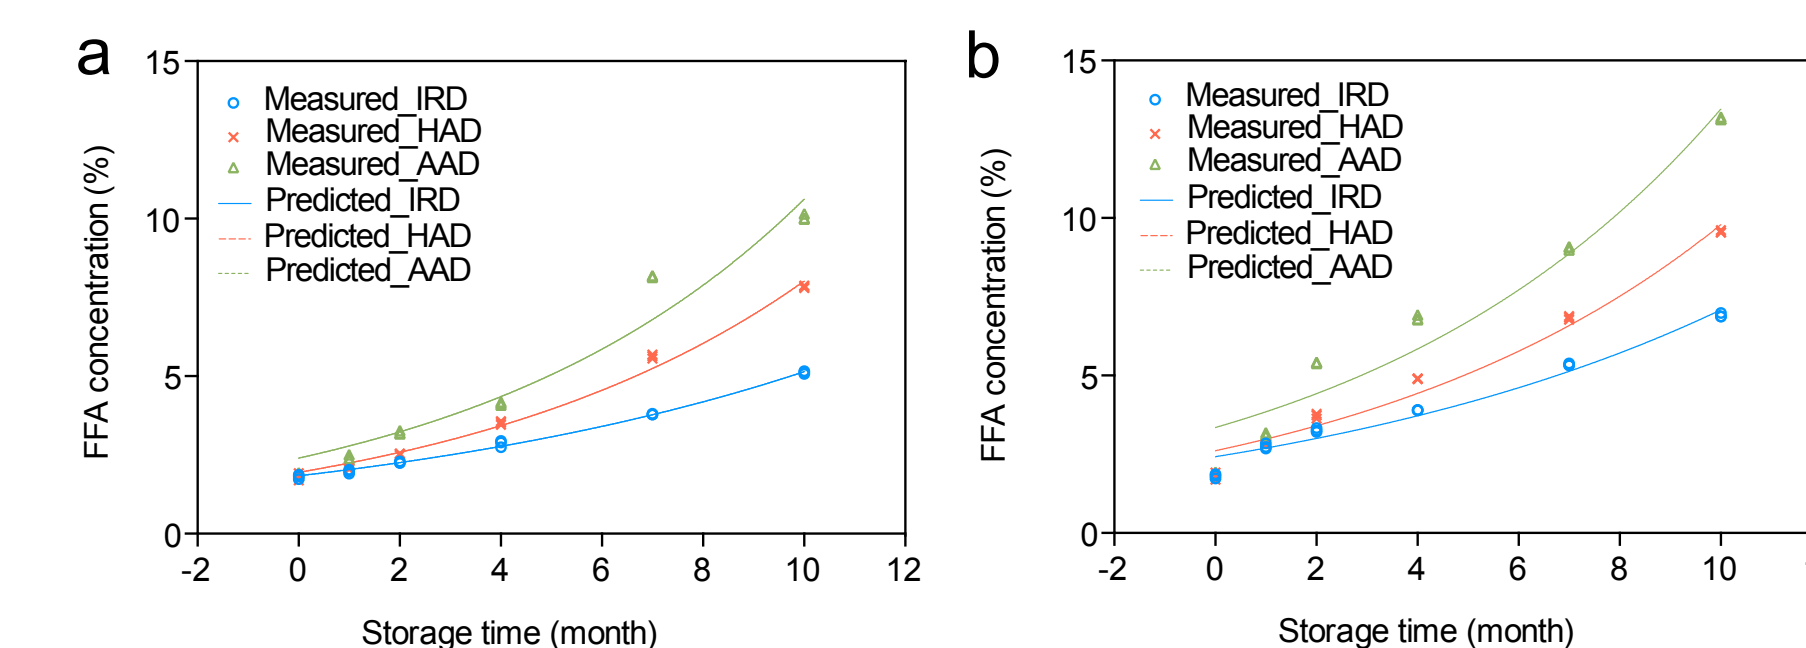 a
15
10
5
0
FFA concentration (%)
Measured_IRD
Measured_HAD
Measured_AAD
Predicted_IRD
Predicted_HAD
Predicted_AAD
-2 0 2 4 6 8 10 12
Storage time (month)
b
15
10
5
0
FFA concentration (%)
Measured_IRD
Measured_HAD
Measured_AAD
Predicted_IRD
Predicted_HAD
Predicted_AAD
-2 0 2 4 6 8 10
Storage time (month)